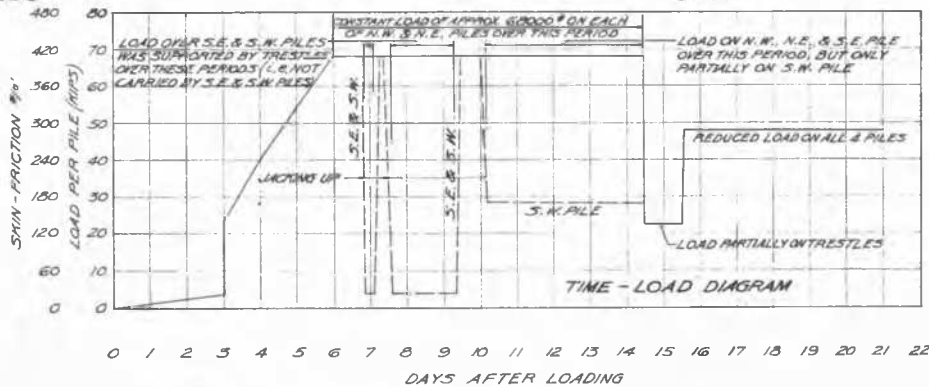 480 80
420 70
360 60
300 50
240 40
180 30
120 20
60 10
0 0
SKIN-FRICTION #/□'
LOAD PER PILE (KIPS)
CONSTANT LOAD OF APPROX. 68000# ON EACH
OF N.W. & N.E. PILES OVER THIS PERIOD
LOAD OVER S.E. & S.W. PILES
WAS SUPPORTED BY TRESTLES
OVER THESE PERIODS (I.E. NOT
CARRIED BY S.E. & S.W. PILES)
LOAD ON N.W., N.E., & S.E. PILE
OVER THIS PERIOD, BUT ONLY
PARTIALLY ON S.W. PILE
S.E. & S.W.
S.E. & S.W.
REDUCED LOAD ON ALL 4 PILES
JACKING UP
S.W. PILE
LOAD PARTIALLY ON TRESTLES
TIME-LOAD DIAGRAM
0 1 2 3 4 5 6 7 8 9 10 11 12 13 14 15 16 17 18 19 20 21 22
DAYS AFTER LOADING